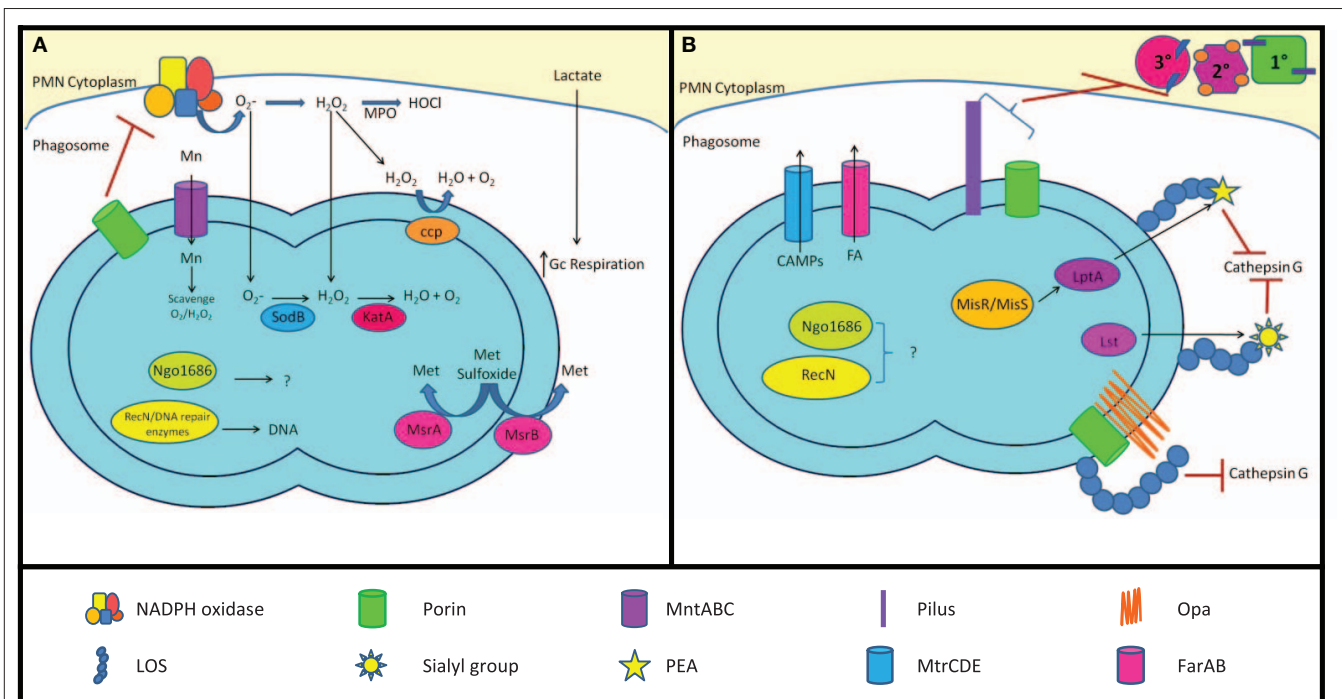 A
PMN Cytoplasm
O₂- H₂O₂ HOCl
MPO
Lactate
Phagosome
Mn
H₂O₂ H₂O + O₂
ccp
Mn
Gc Respiration
Scavenge
O₂/H₂O₂
O₂- H₂O₂ H₂O + O₂
SodB KatA
Ngo1686
?
Met
Sulfoxide
Met Met
RecN/DNA repair
enzymes
DNA
MsrA MsrB
B
PMN Cytoplasm
3° 2° 1°
Phagosome
CAMPs FA
LptA
Cathepsin G
MisR/MisS
Ngo1686
Lst
?
RecN
Cathepsin G
NADPH oxidase Porin MntABC Pilus Opa
LOS Sialyl group PEA MtrCDE FarAB